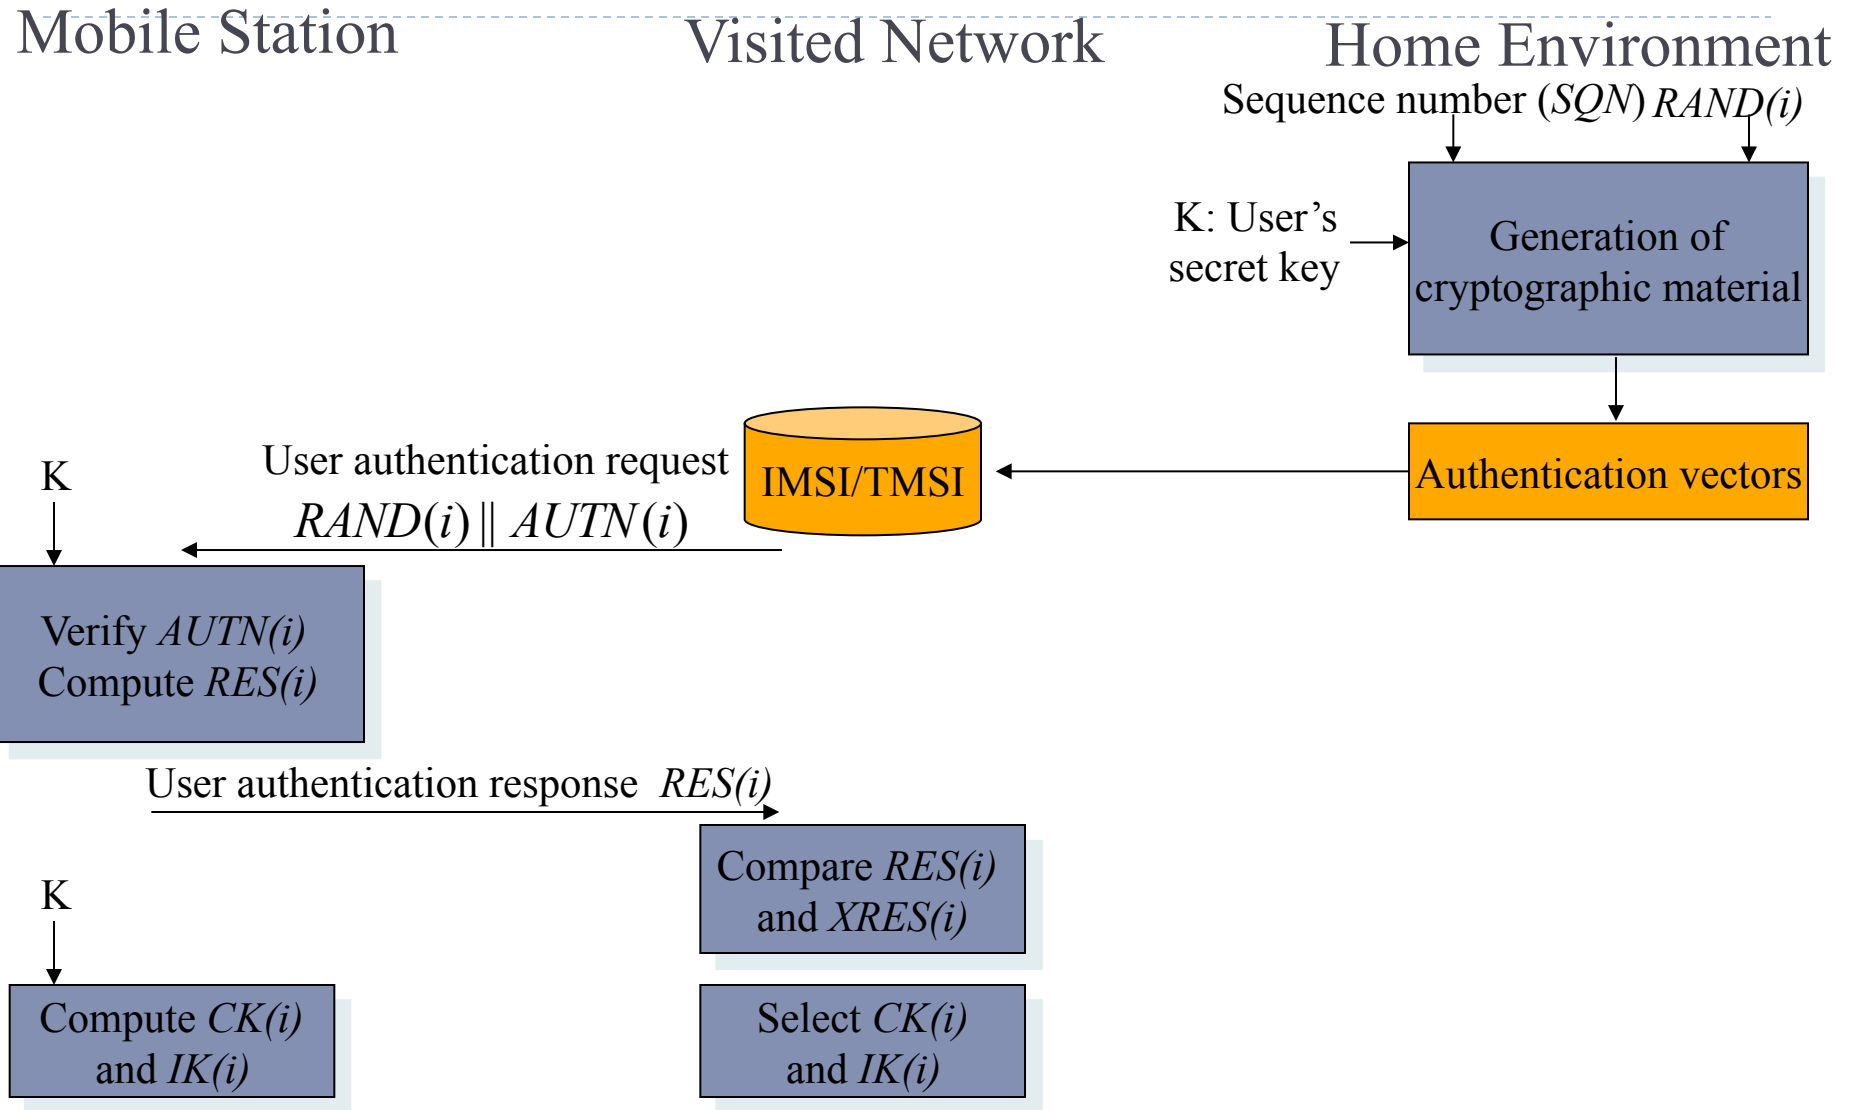 Mobile Station
Visited Network
Home Environment
Sequence number (SQN) RAND(i)
K: User’s
secret key
Generation of
cryptographic material
Authentication vectors
IMSI/TMSI
User authentication request
RAND(i) || AUTN(i)
K
Verify AUTN(i)
Compute RES(i)
User authentication response RES(i)
Compare RES(i)
and XRES(i)
K
Compute CK(i)
and IK(i)
Select CK(i)
and IK(i)